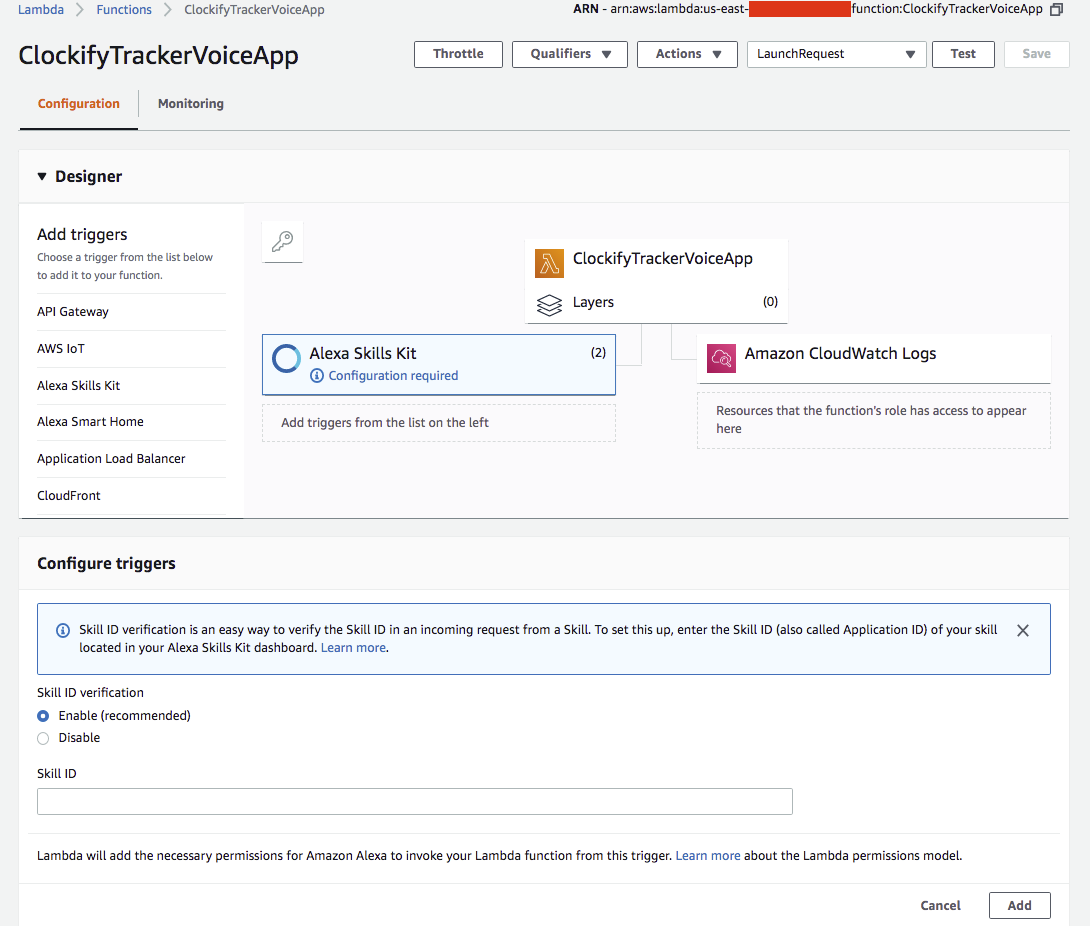 Lambda > Functions > ClockifyTrackerVoiceApp
ARN - arn:aws:lambda:us-east- function:ClockifyTrackerVoiceApp
ClockifyTrackerVoiceApp
Throttle
Qualifiers
Actions
LaunchRequest
Test
Save
Configuration
Monitoring
Designer
Add triggers
Choose a trigger from the list below
to add it to your function.
API Gateway
AWS IoT
Alexa Skills Kit
Alexa Smart Home
Application Load Balancer
CloudFront
ClockifyTrackerVoiceApp
Layers (0)
Alexa Skills Kit (2)
Configuration required
Add triggers from the list on the left
Amazon CloudWatch Logs
Resources that the function's role has access to appear
here
Configure triggers
Skill ID verification is an easy way to verify the Skill ID in an incoming request from a Skill. To set this up, enter the Skill ID (also called Application ID) of your skill
located in your Alexa Skills Kit dashboard. Learn more.
Skill ID verification
Enable (recommended)
Disable
Skill ID
Lambda will add the necessary permissions for Amazon Alexa to invoke your Lambda function from this trigger. Learn more about the Lambda permissions model.
Cancel
Add